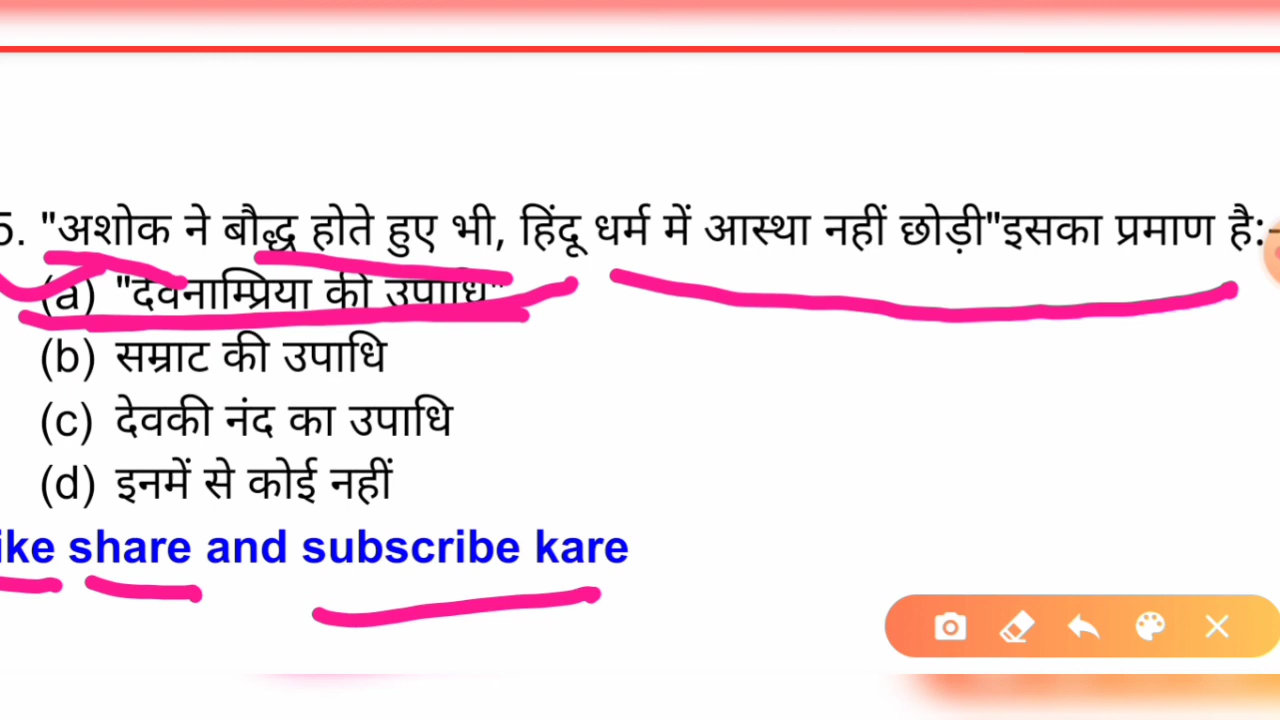 5. "अशोक ने बौद्ध होते हुए भी, हिंदू धर्म में आस्था नहीं छोड़ी"इसका प्रमाण है:-
(a) "देवनाम्प्रिया की उपाधि"
(b) सम्राट की उपाधि
(c) देवकी नंद का उपाधि
(d) इनमें से कोई नहीं
ike share and subscribe kare